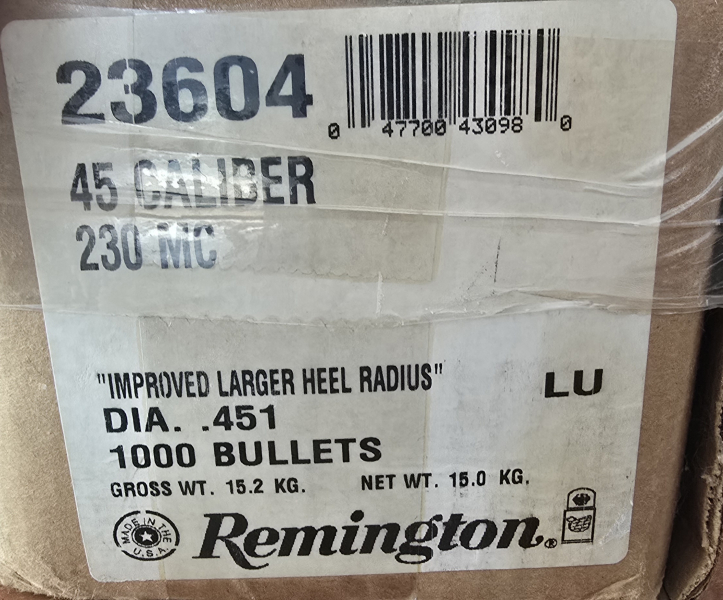 23604
0 47700 43098 0
45 CALIBER
230 MC
"IMPROVED LARGER HEEL RADIUS" LU
DIA. .451
1000 BULLETS
GROSS WT. 15.2 KG. NET WT. 15.0 KG.
MADE IN THE U.S.A.
Remington®